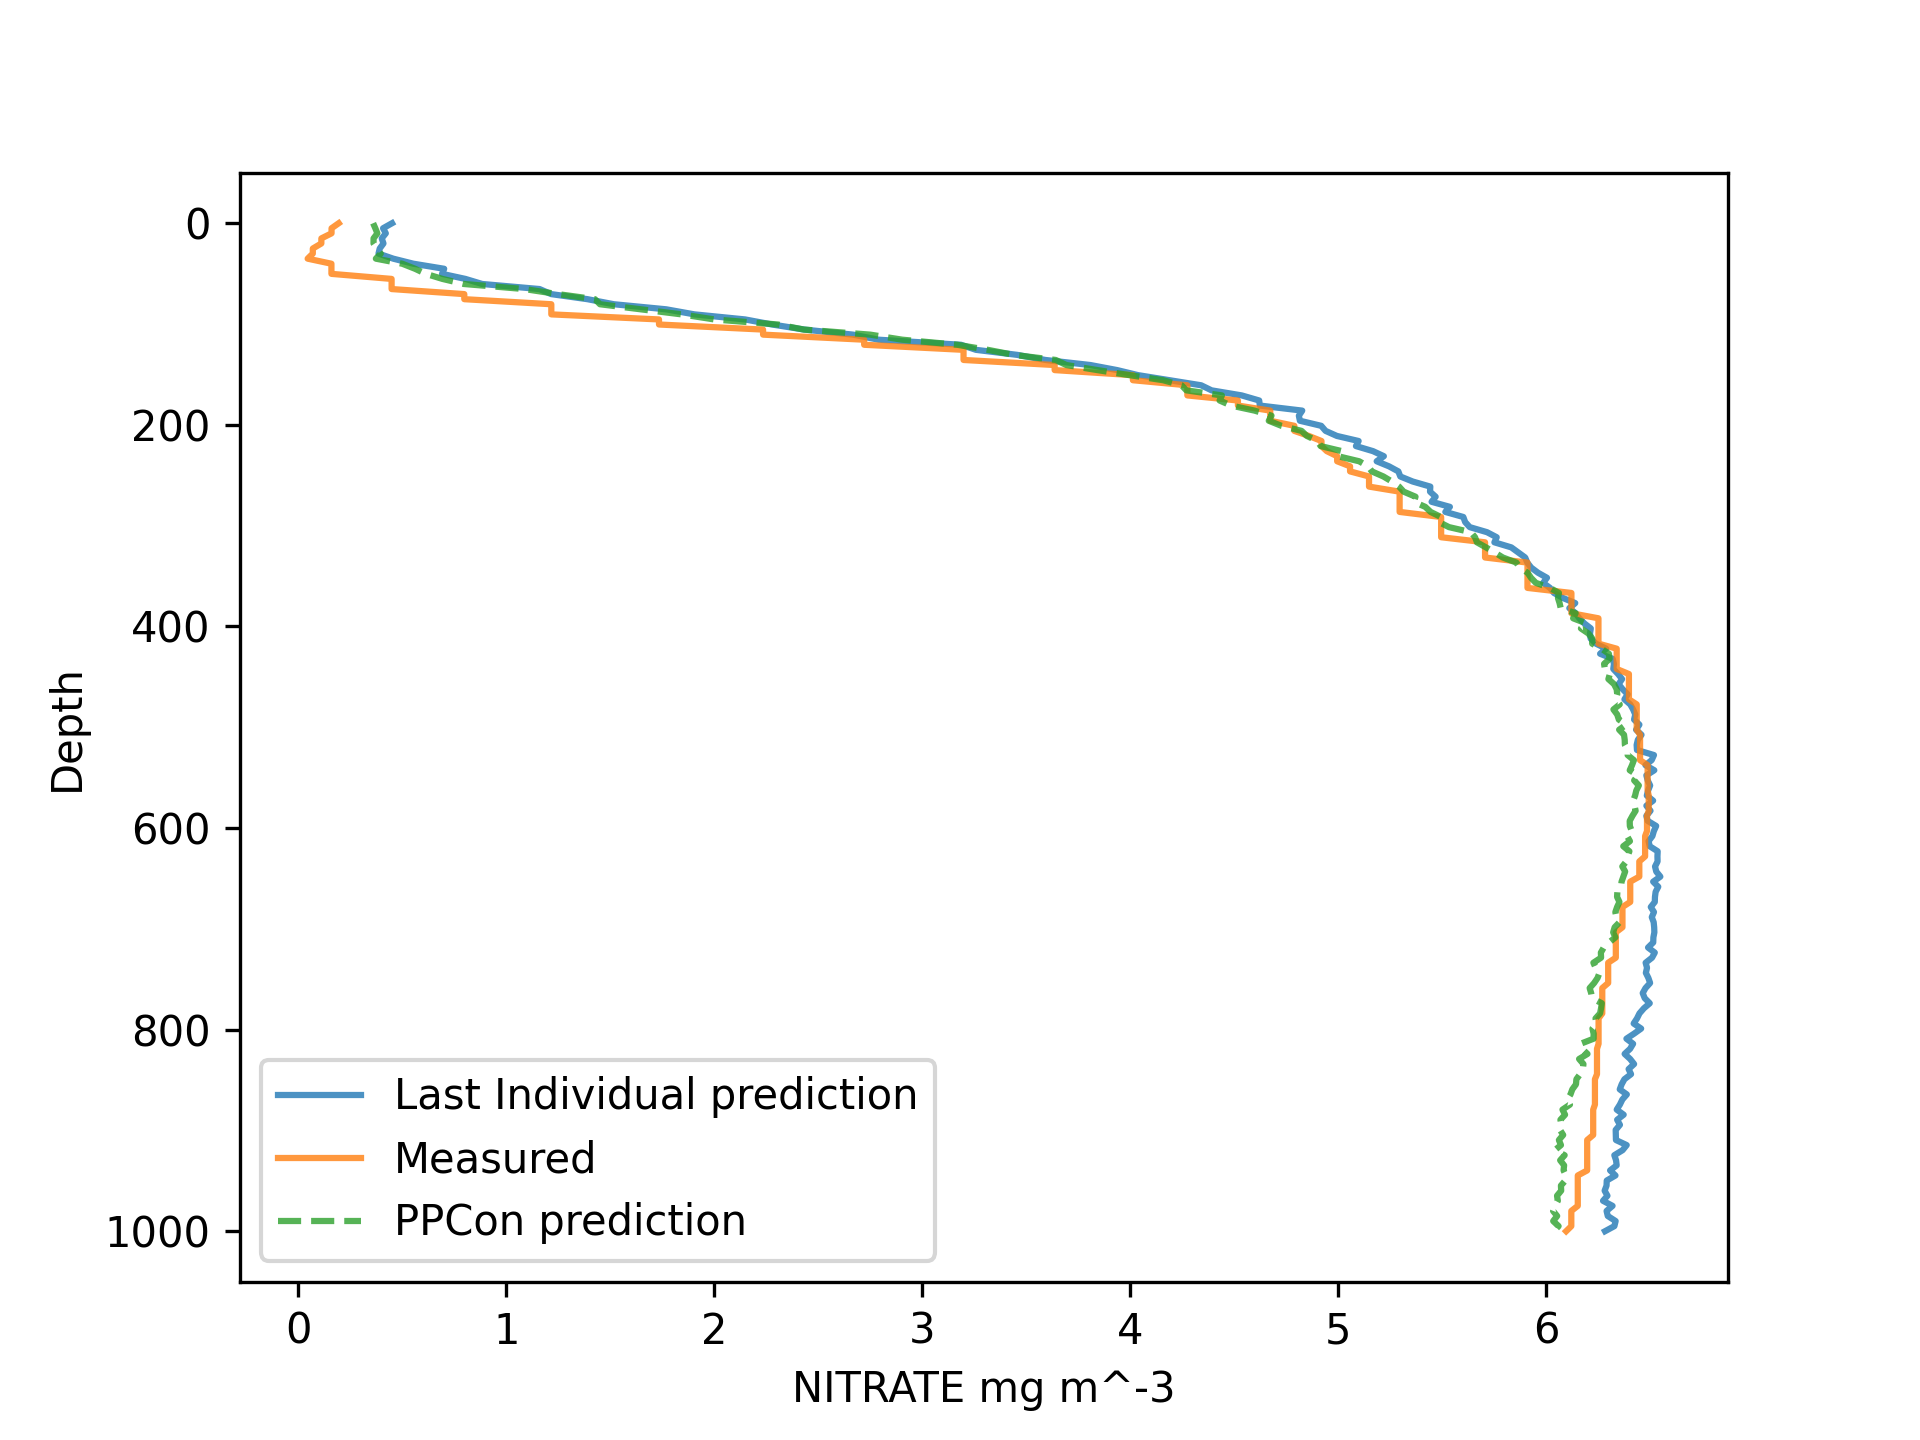 0
200
400
600
800
1000
Depth
Last Individual prediction
Measured
PPCon prediction
0 1 2 3 4 5 6
NITRATE mg m^-3